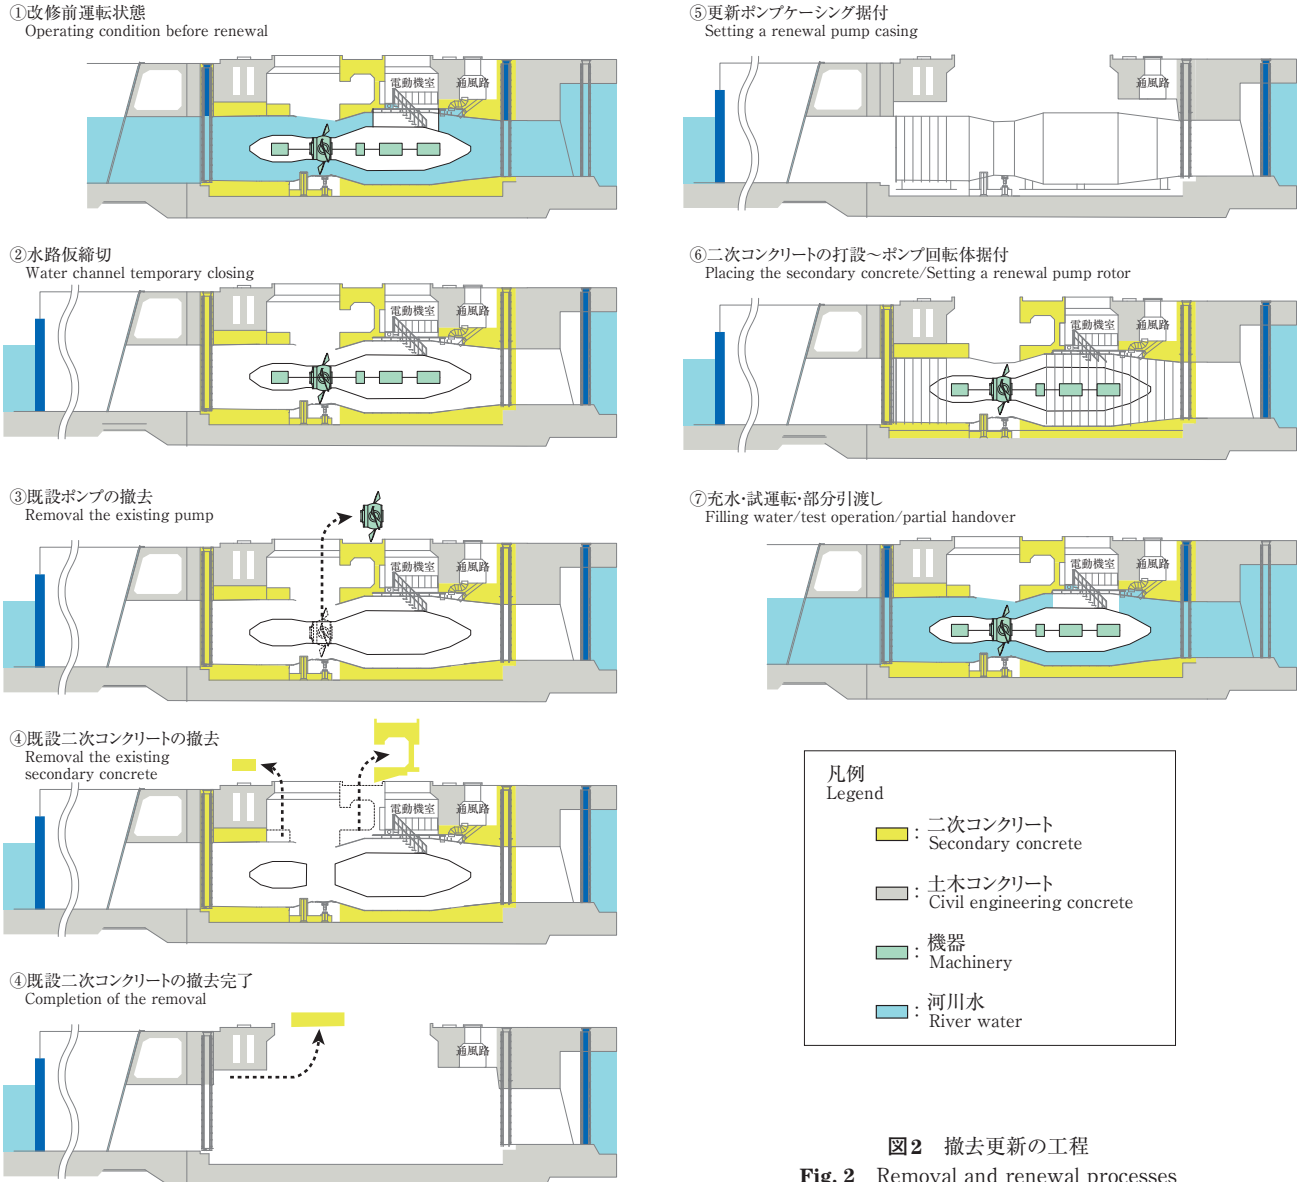 ①改修前運転状態
Operating condition before renewal
電動機室
通風路
②水路仮締切
Water channel temporary closing
電動機室
通風路
③既設ポンプの撤去
Removal the existing pump
電動機室
通風路
④既設二次コンクリートの撤去
Removal the existing
secondary concrete
電動機室
通風路
④既設二次コンクリートの撤去完了
Completion of the removal
通風路
⑤更新ポンプケーシング据付
Setting a renewal pump casing
通風路
⑥二次コンクリートの打設～ポンプ回転体据付
Placing the secondary concrete/Setting a renewal pump rotor
電動機室
通風路
⑦充水・試運転・部分引渡し
Filling water/test operation/partial handover
電動機室
通風路
凡例
Legend
：二次コンクリート
Secondary concrete
：土木コンクリート
Civil engineering concrete
：機器
Machinery
：河川水
River water
図2　撤去更新の工程
Fig. 2　Removal and renewal processes